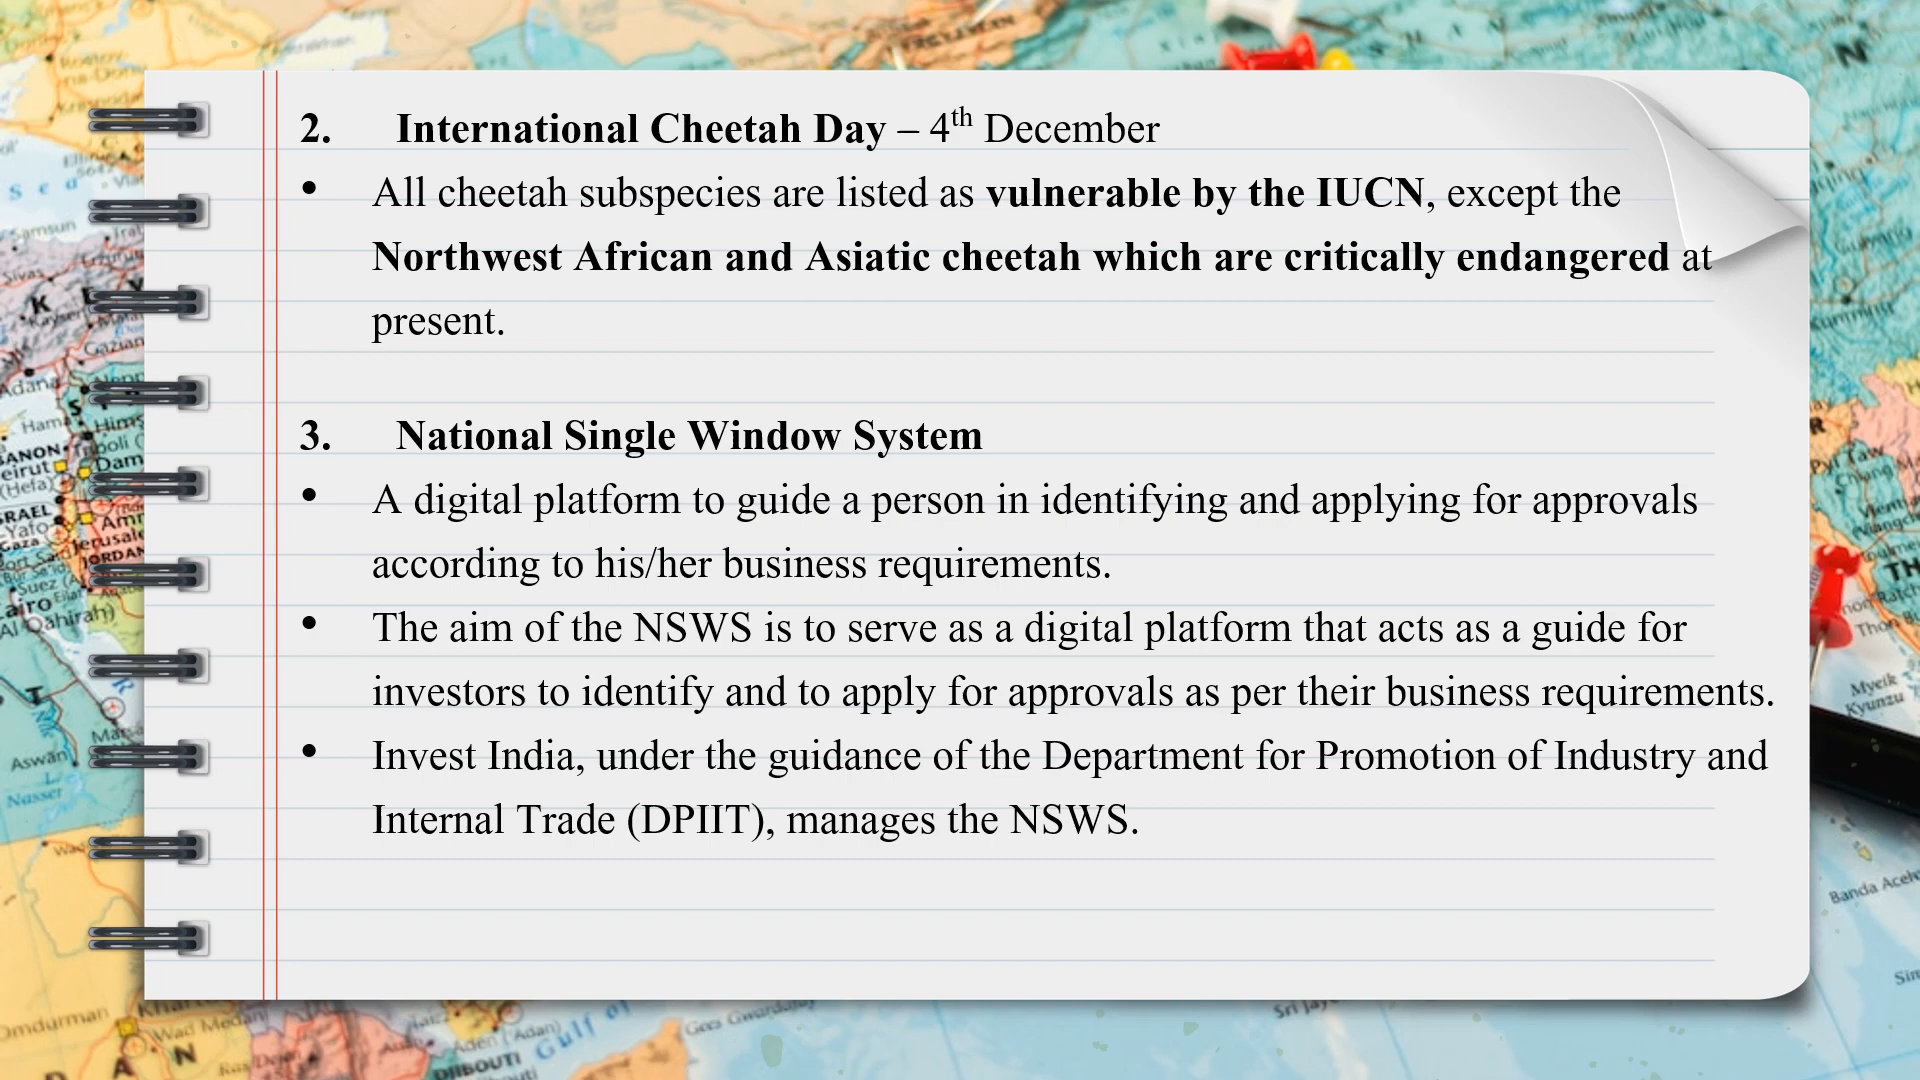 2. International Cheetah Day – 4th December
• All cheetah subspecies are listed as vulnerable by the IUCN, except the
Northwest African and Asiatic cheetah which are critically endangered at
present.
3. National Single Window System
• A digital platform to guide a person in identifying and applying for approvals
according to his/her business requirements.
• The aim of the NSWS is to serve as a digital platform that acts as a guide for
investors to identify and to apply for approvals as per their business requirements.
• Invest India, under the guidance of the Department for Promotion of Industry and
Internal Trade (DPIIT), manages the NSWS.